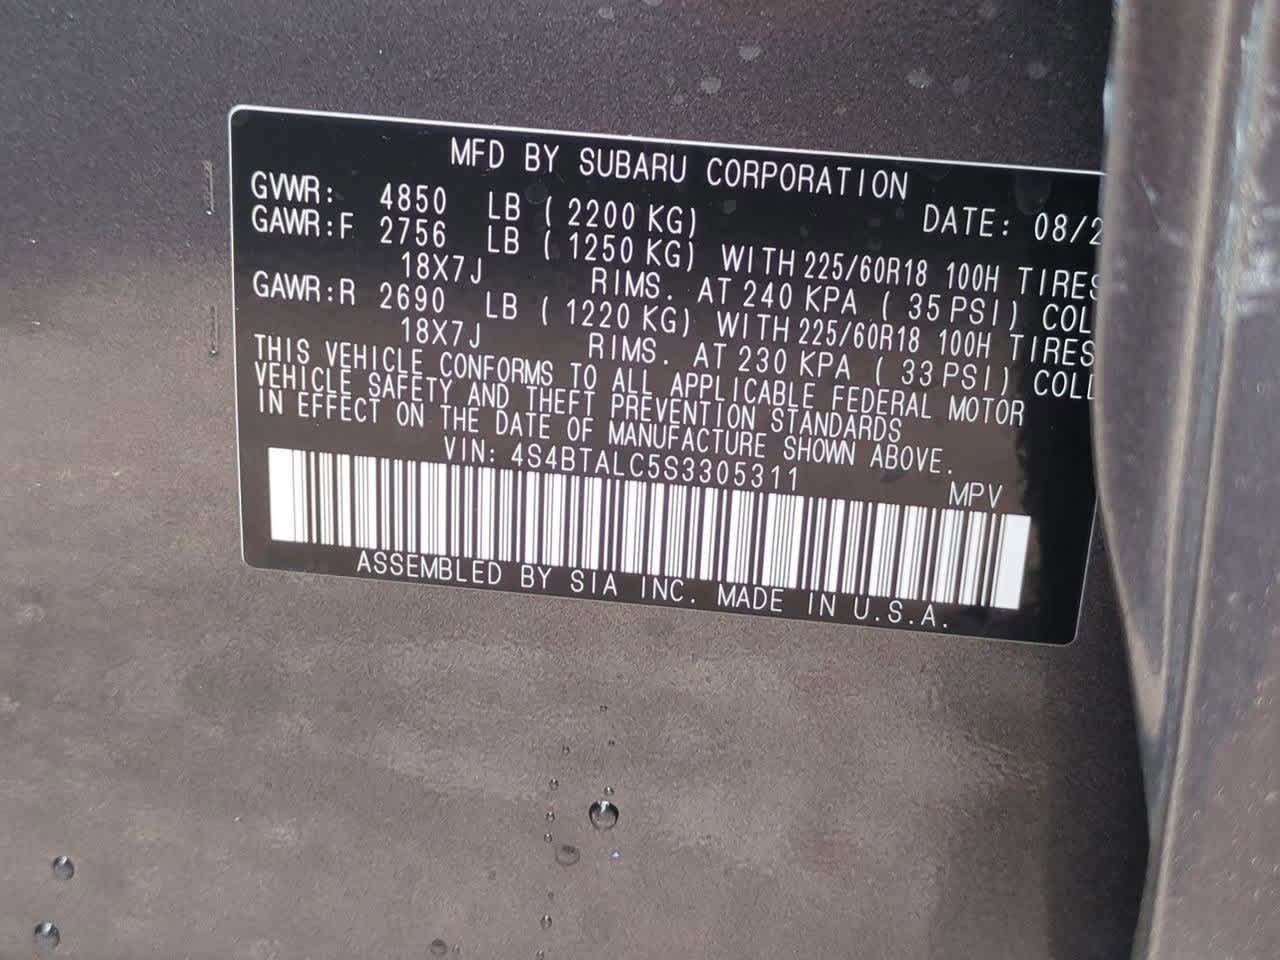 MFD BY SUBARU CORPORATION
GVWR: 4850 LB ( 2200 KG) DATE: 08/2
GAWR:F 2756 LB ( 1250 KG) WITH 225/60R18 100H TIRES
18X7J RIMS. AT 240 KPA ( 35 PSI) COL
GAWR:R 2690 LB ( 1220 KG) WITH 225/60R18 100H TIRES
18X7J RIMS. AT 230 KPA ( 33 PSI) COLD
THIS VEHICLE CONFORMS TO ALL APPLICABLE FEDERAL MOTOR
VEHICLE SAFETY AND THEFT PREVENTION STANDARDS
IN EFFECT ON THE DATE OF MANUFACTURE SHOWN ABOVE.
VIN: 4S4BTALC5S3305311 MPV
ASSEMBLED BY SIA INC. MADE IN U.S.A.